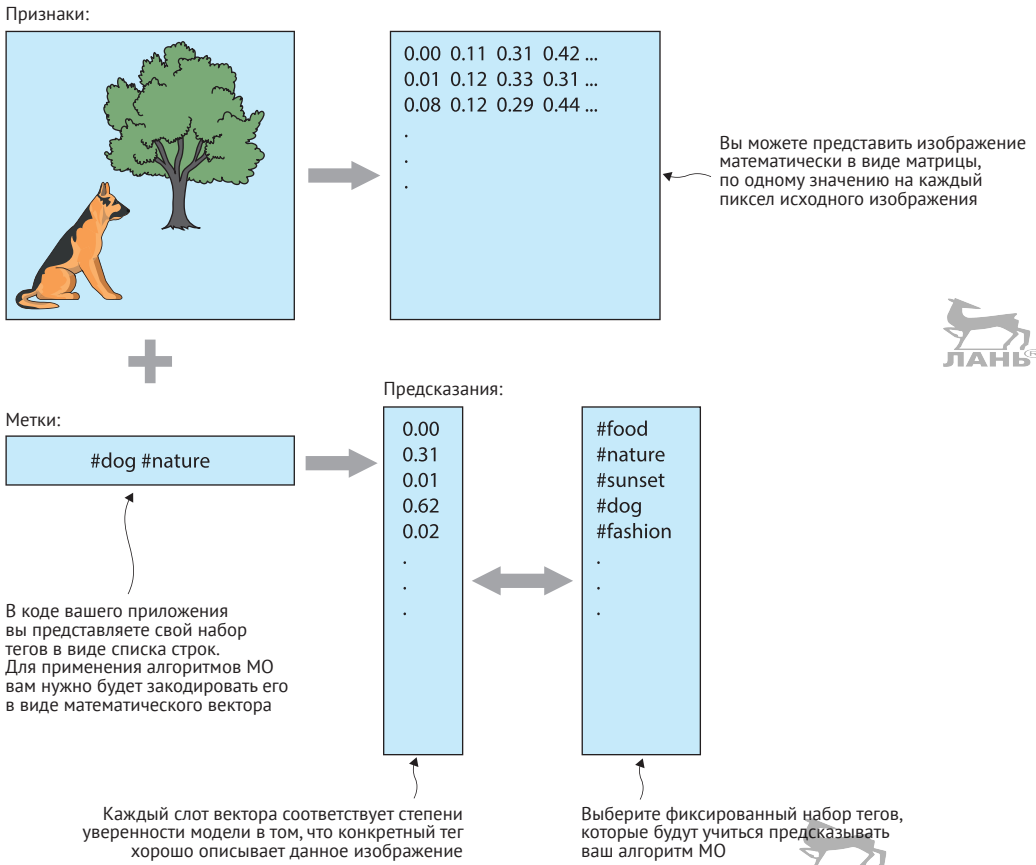 Признаки:
0.00 0.11 0.31 0.42 ...
0.01 0.12 0.33 0.31 ...
0.08 0.12 0.29 0.44 ...
.
.
.
Вы можете представить изображение
математически в виде матрицы,
по одному значению на каждый
пиксел исходного изображения
ЛАНЬ®
Метки:
#dog #nature
Предсказания:
0.00
0.31
0.01
0.62
0.02
.
.
.
#food
#nature
#sunset
#dog
#fashion
.
.
.
В коде вашего приложения
вы представляете свой набор
тегов в виде списка строк.
Для применения алгоритмов МО
вам нужно будет закодировать его
в виде математического вектора
Каждый слот вектора соответствует степени
уверенности модели в том, что конкретный тег
хорошо описывает данное изображение
Выберите фиксированный набор тегов,
которые будут учиться предсказывать
ваш алгоритм МО